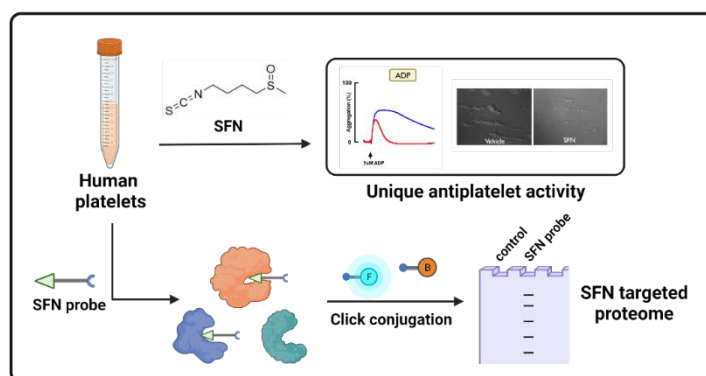 O
S
N
S=C=N
SFN
ADP
100
Aggregation (%)
0
Vehicle
SFN
Unique antiplatelet activity
Human
platelets
SFN probe
F
B
Click conjugation
control
SFN probe
SFN targeted
proteome